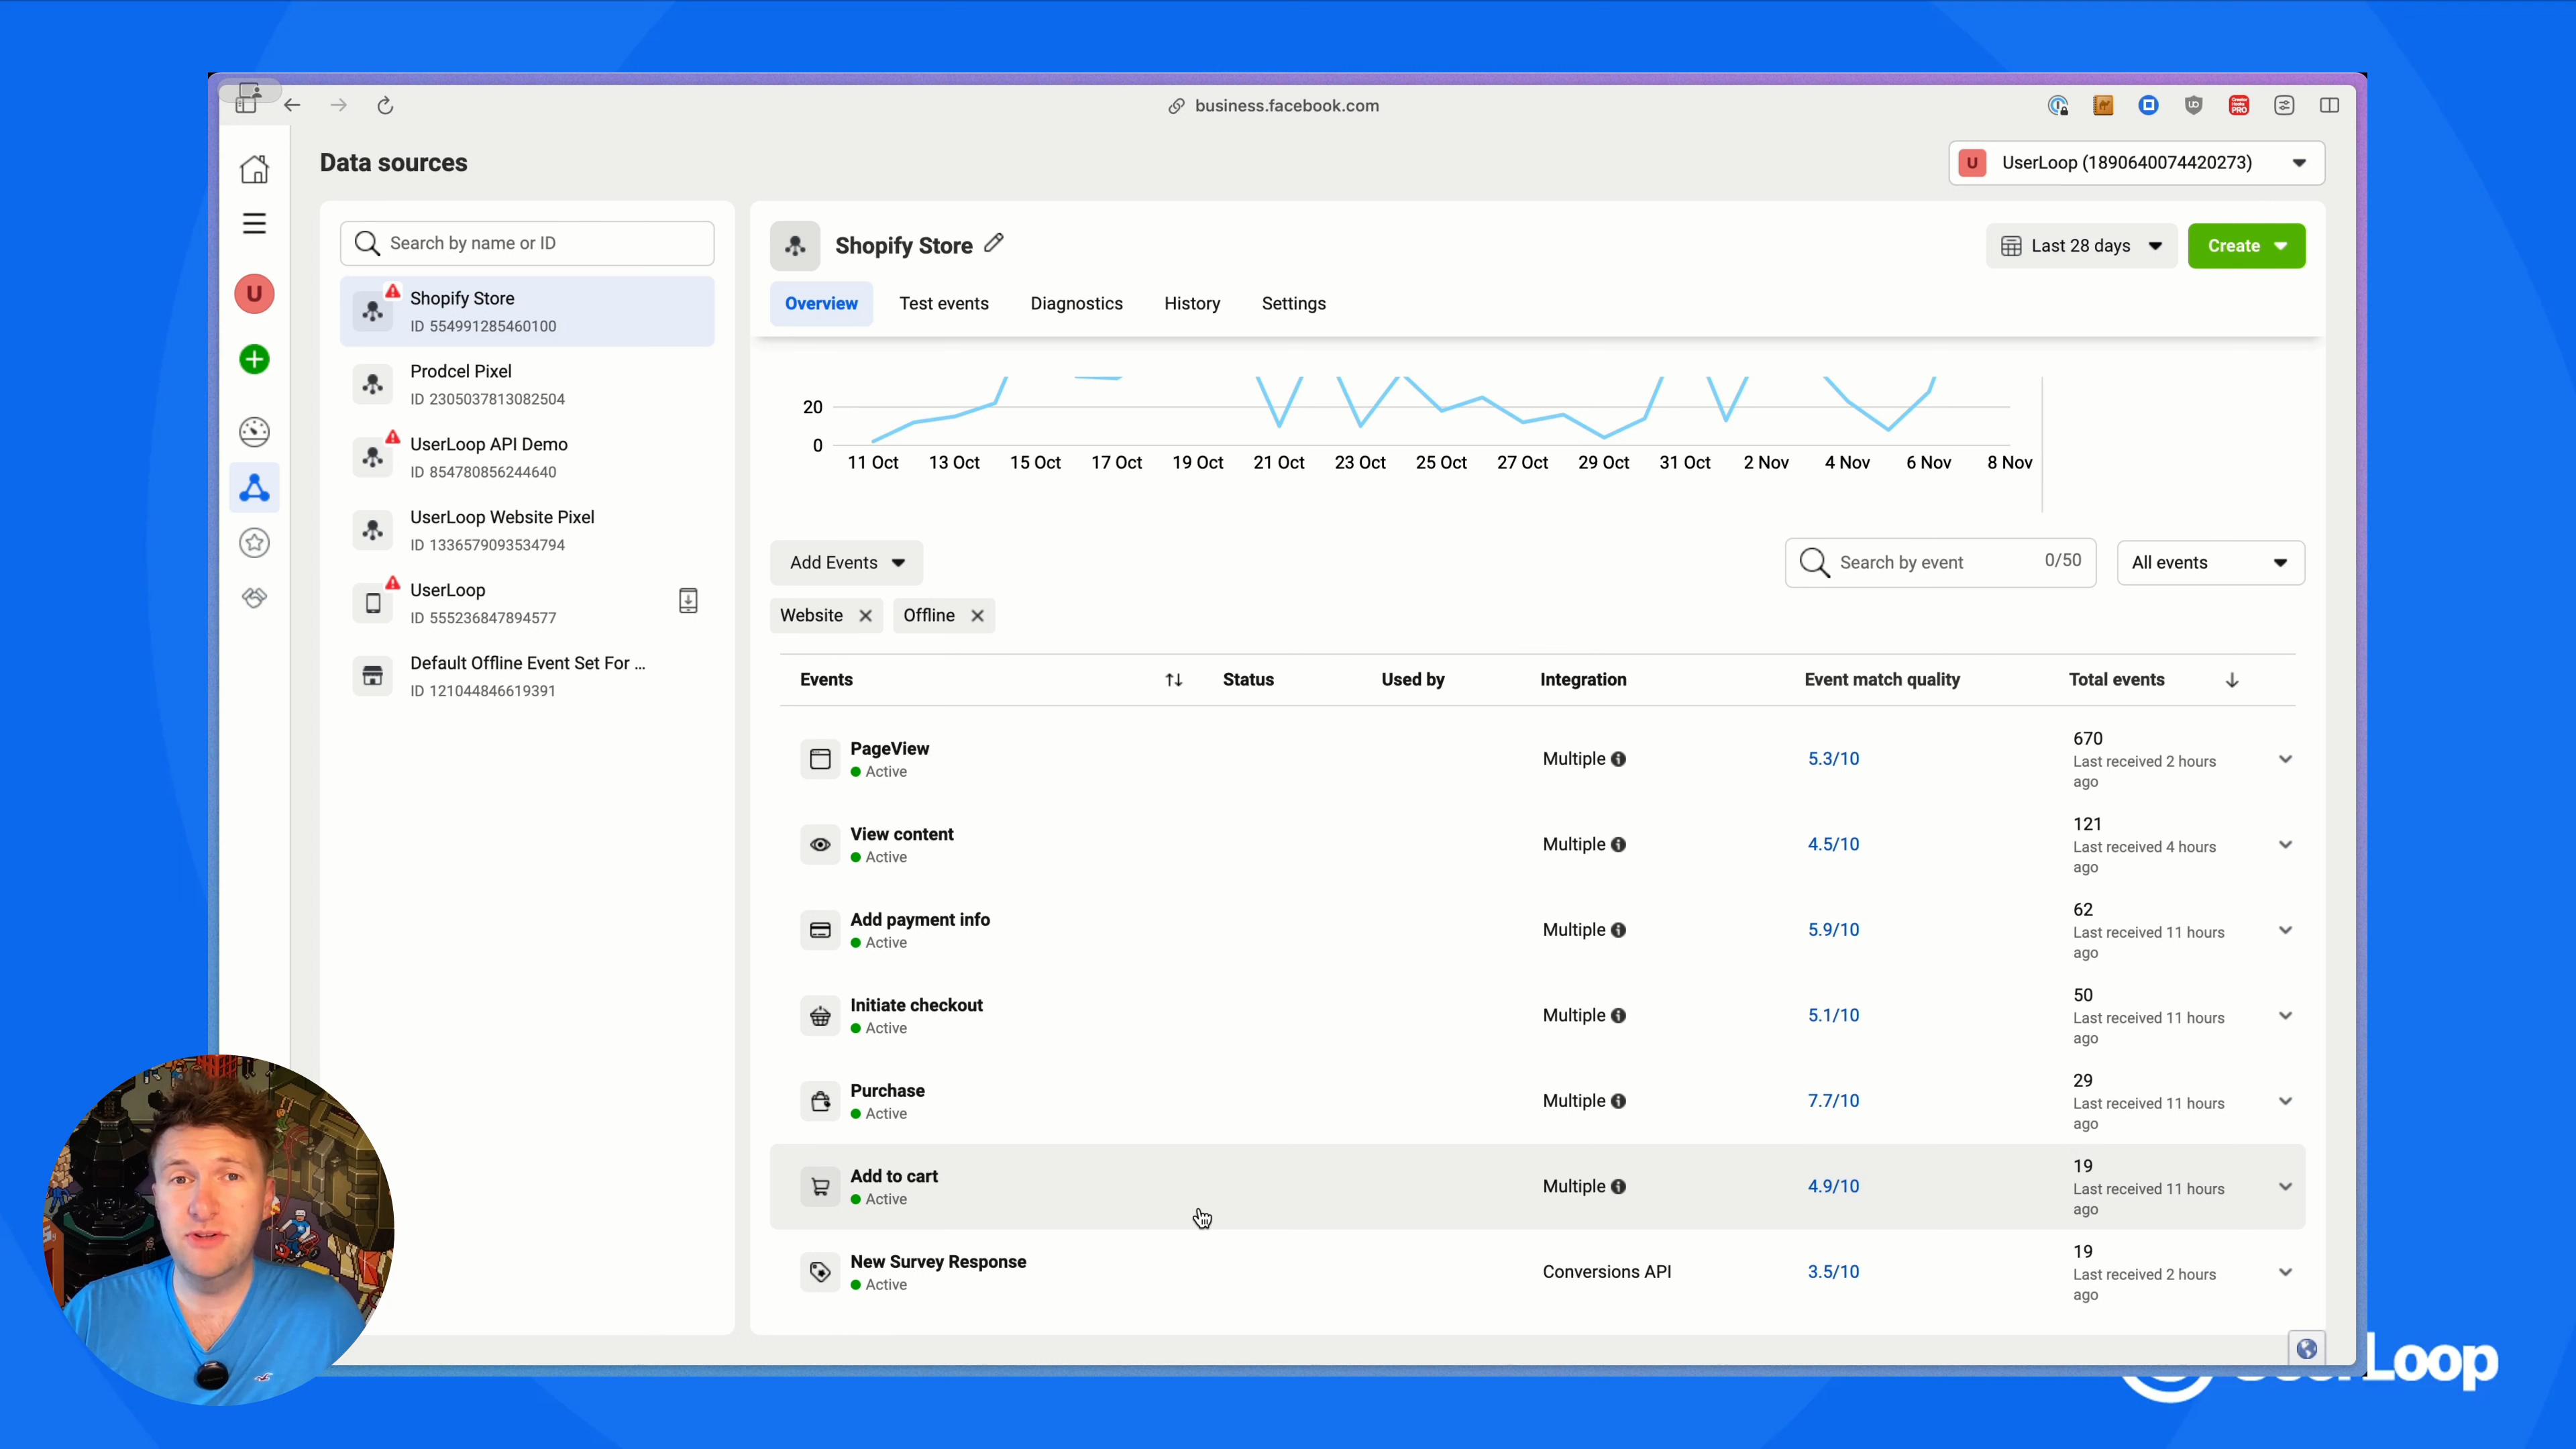 business.facebook.com
Data sources
U UserLoop (1890640074420273)
Search by name or ID
Shopify Store
ID 554991285460100
Prodcel Pixel
ID 2305037813082504
UserLoop API Demo
ID 854780856244640
UserLoop Website Pixel
ID 1336579093534794
UserLoop
ID 555236847894577
Default Offline Event Set For ...
ID 121044846619391
U
Shopify Store
Last 28 days
Create
Overview Test events Diagnostics History Settings
20
0
11 Oct 13 Oct 15 Oct 17 Oct 19 Oct 21 Oct 23 Oct 25 Oct 27 Oct 29 Oct 31 Oct 2 Nov 4 Nov 6 Nov 8 Nov
Add Events
Search by event 0/50
All events
Website Offline
Events Status Used by Integration Event match quality Total events
PageView
Active
Multiple 5.3/10
670
Last received 2 hours
ago
View content
Active
Multiple 4.5/10
121
Last received 4 hours
ago
Add payment info
Active
Multiple 5.9/10
62
Last received 11 hours
ago
Initiate checkout
Active
Multiple 5.1/10
50
Last received 11 hours
ago
Purchase
Active
Multiple 7.7/10
29
Last received 11 hours
ago
Add to cart
Active
Multiple 4.9/10
19
Last received 11 hours
ago
New Survey Response
Active
Conversions API 3.5/10
19
Last received 2 hours
ago
Loop